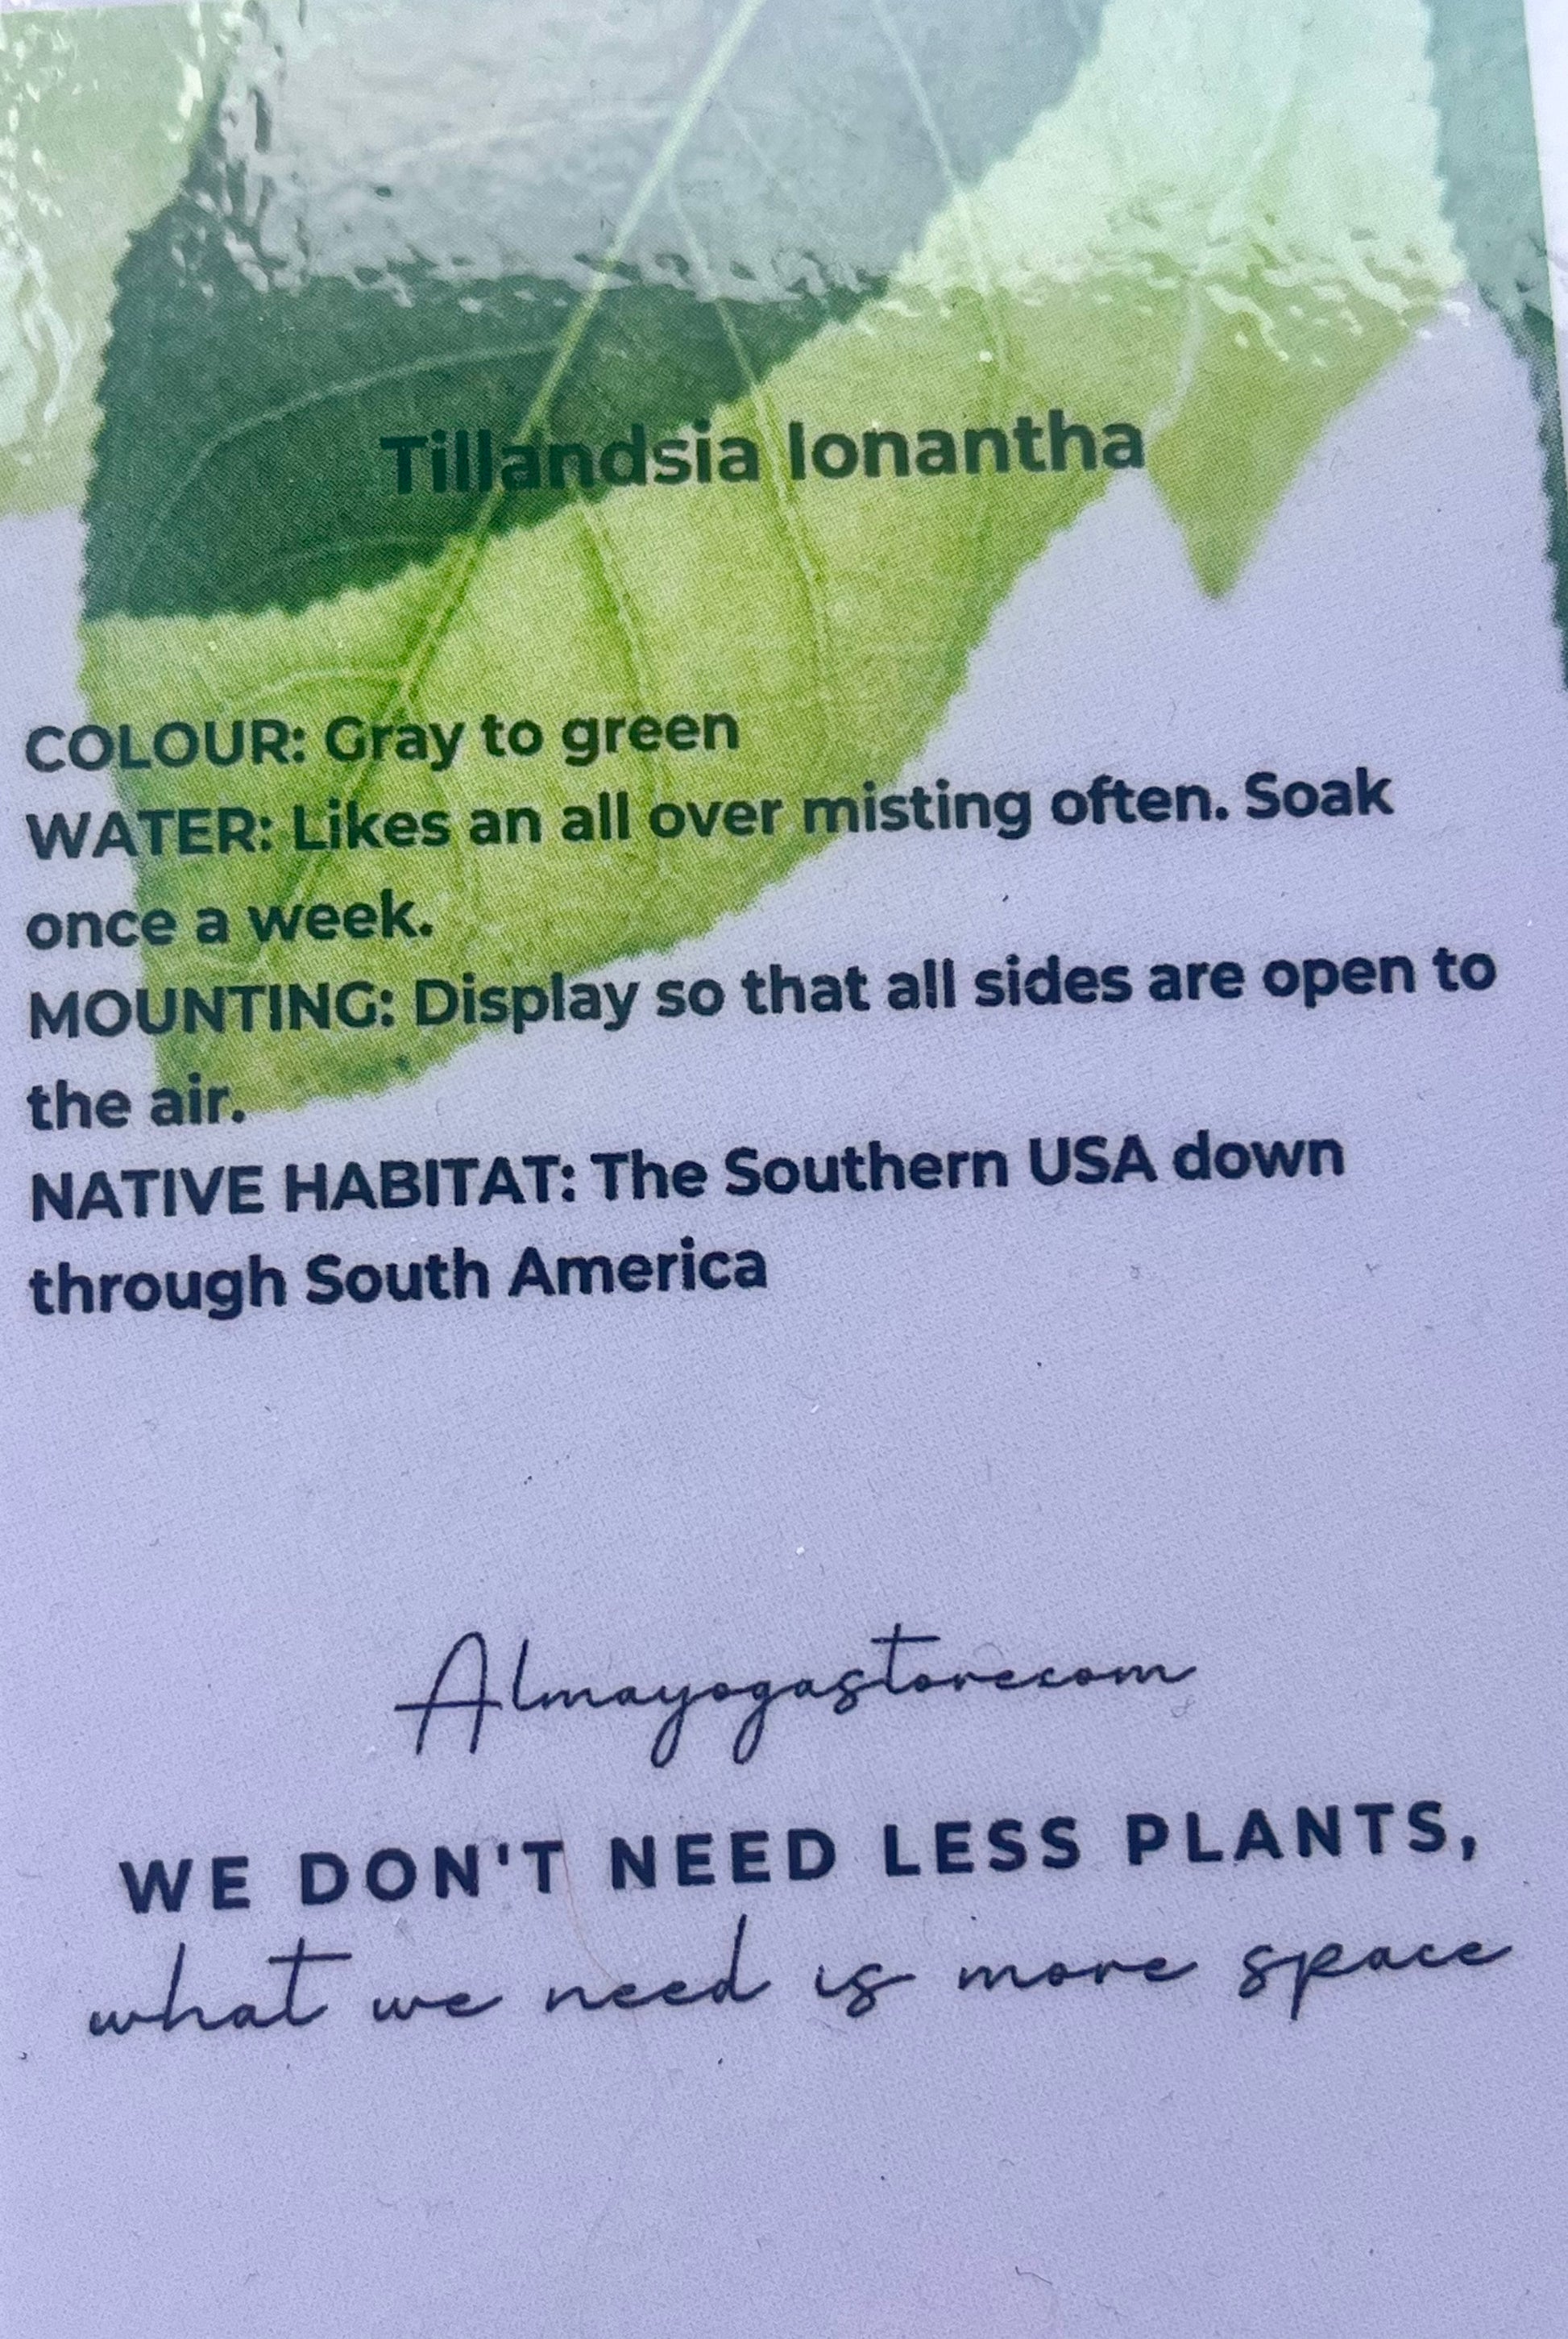 Tillandsia Ionantha
COLOUR: Gray to green
WATER: Likes an all over misting often. Soak
once a week.
MOUNTING: Display so that all sides are open to
the air.
NATIVE HABITAT: The Southern USA down
through South America
Almayogastorecom
WE DON'T NEED LESS PLANTS,
what we need is more space